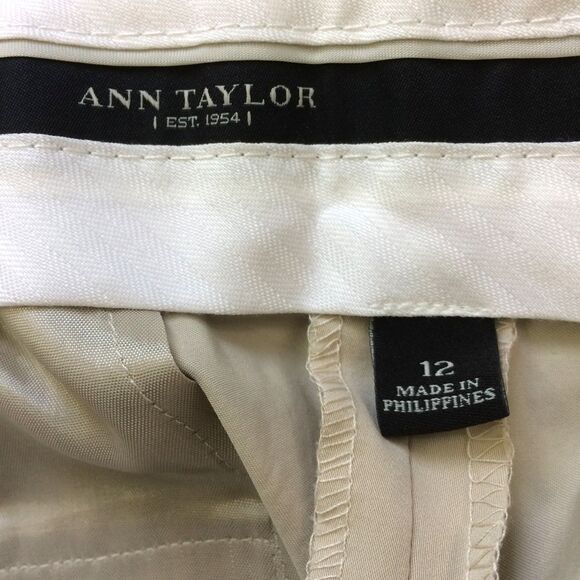 ANN TAYLOR
| EST. 1954 |
12
MADE IN
PHILIPPINES